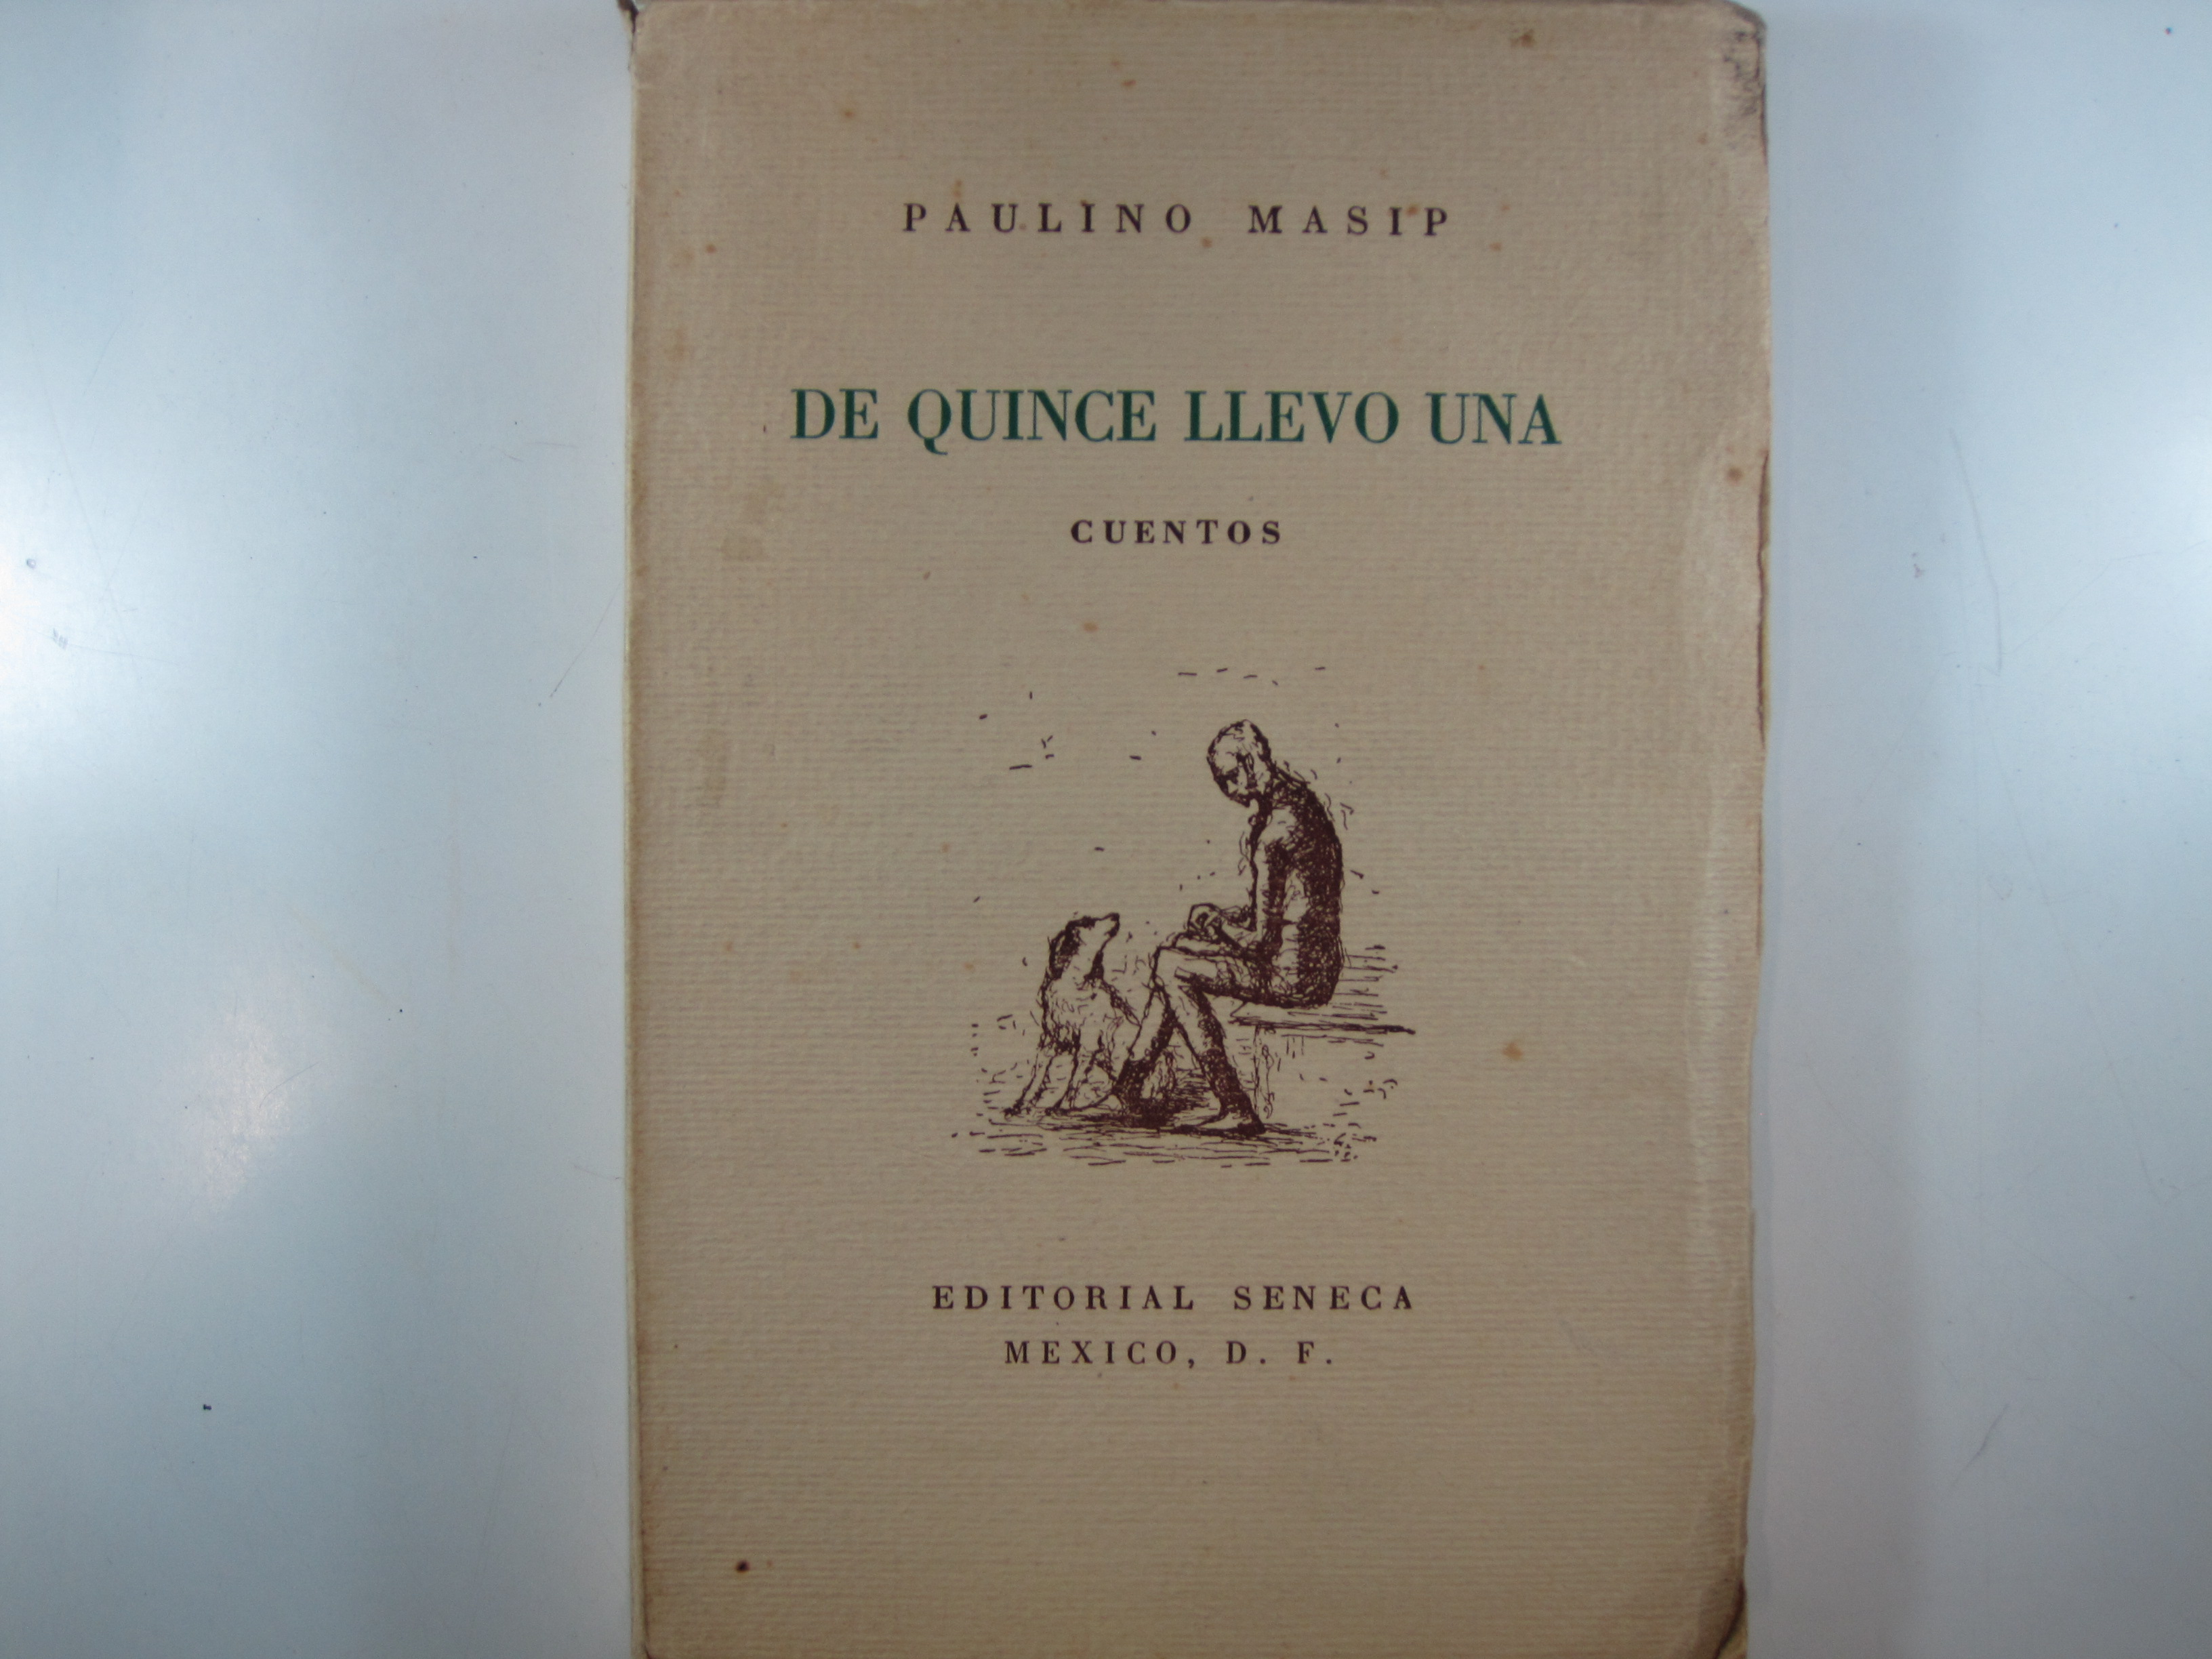 PAULINO MASIP
DE QUINCE LLEVO UNA
CUENTOS
EDITORIAL SENECA
MEXICO, D. F.